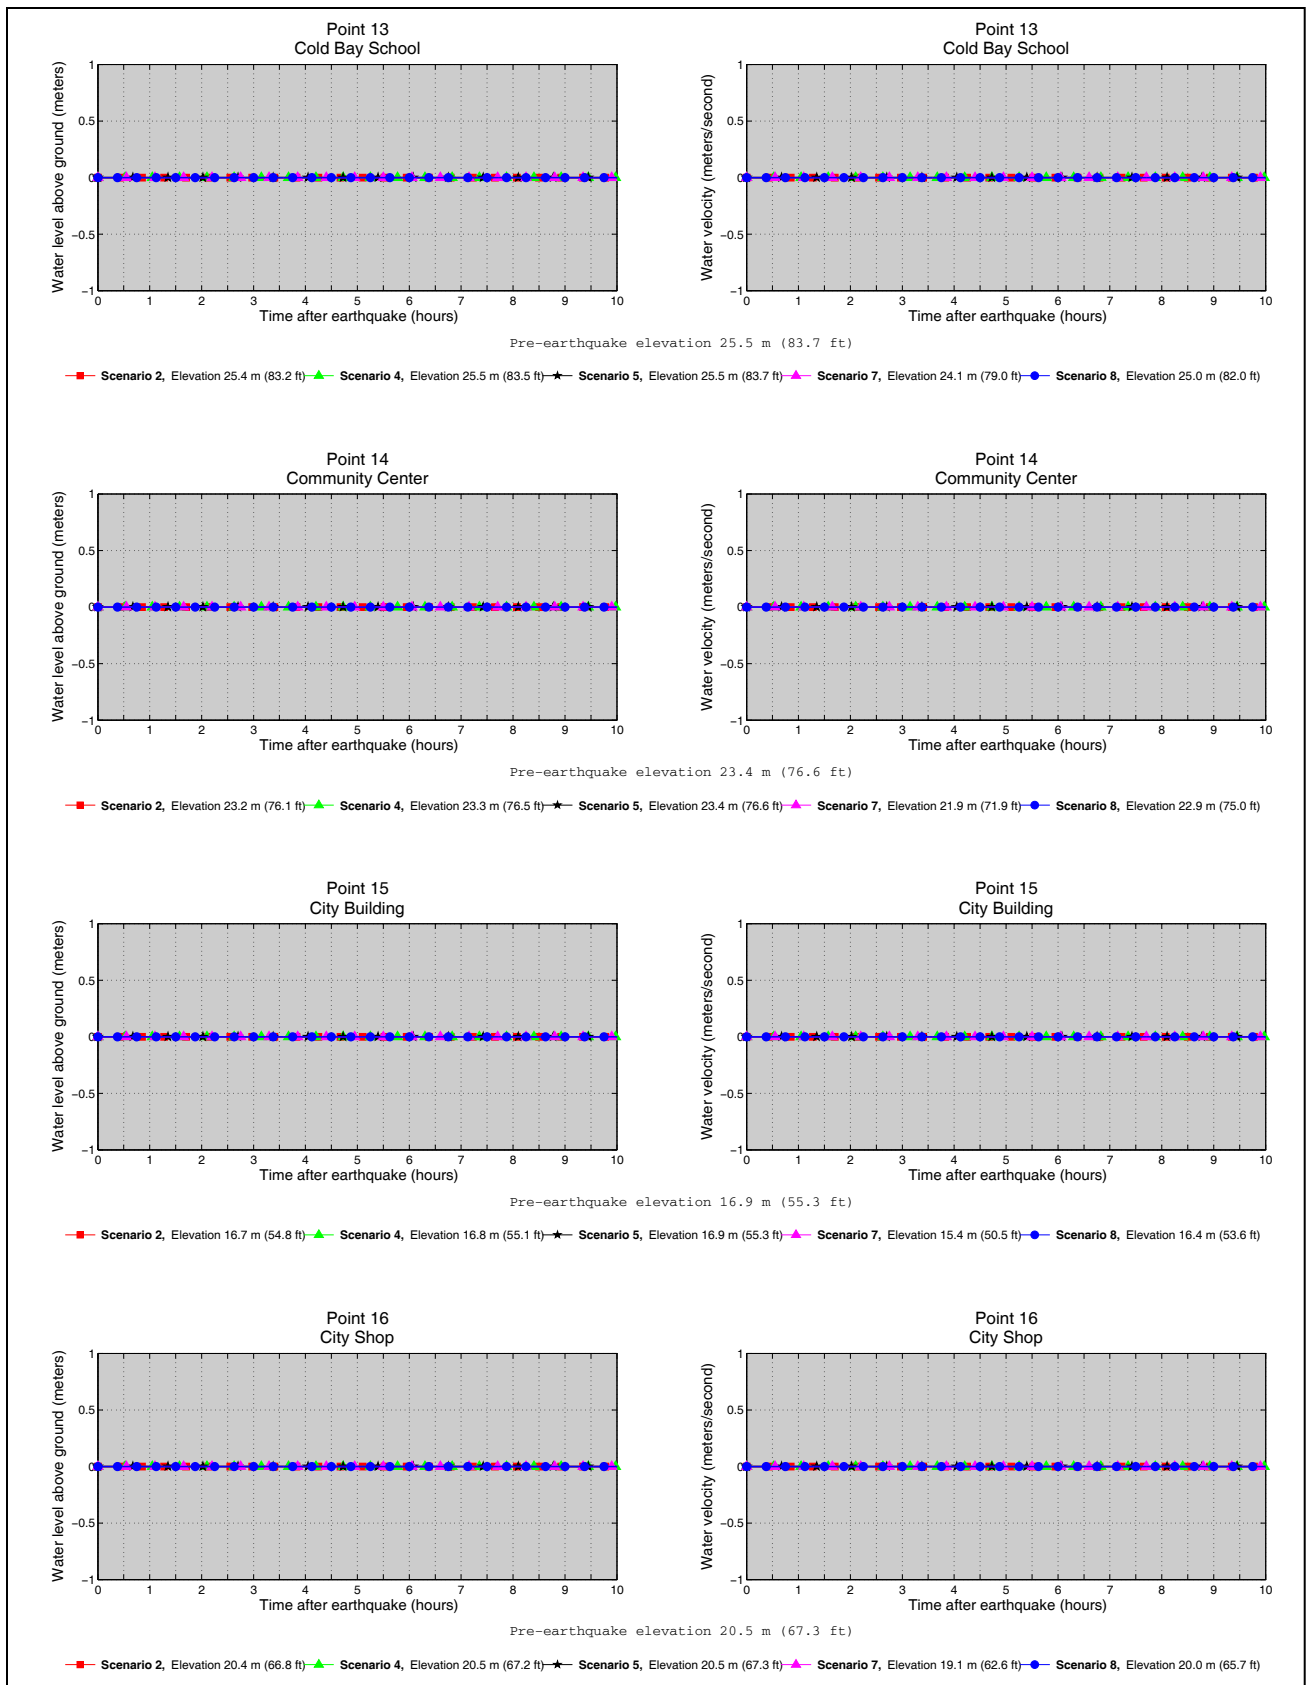 Point 13
Cold Bay School
Water level above ground (meters)
1
0.5
0
−0.5
−1
0 1 2 3 4 5 6 7 8 9 10
Time after earthquake (hours)
Point 13
Cold Bay School
Water velocity (meters/second)
1
0.5
0
−0.5
−1
0 1 2 3 4 5 6 7 8 9 10
Time after earthquake (hours)
Pre-earthquake elevation 25.5 m (83.7 ft)
Scenario 2, Elevation 25.4 m (83.2 ft) Scenario 4, Elevation 25.5 m (83.5 ft) Scenario 5, Elevation 25.5 m (83.7 ft) Scenario 7, Elevation 24.1 m (79.0 ft) Scenario 8, Elevation 25.0 m (82.0 ft)
Point 14
Community Center
Water level above ground (meters)
1
0.5
0
−0.5
−1
0 1 2 3 4 5 6 7 8 9 10
Time after earthquake (hours)
Point 14
Community Center
Water velocity (meters/second)
1
0.5
0
−0.5
−1
0 1 2 3 4 5 6 7 8 9 10
Time after earthquake (hours)
Pre-earthquake elevation 23.4 m (76.6 ft)
Scenario 2, Elevation 23.2 m (76.1 ft) Scenario 4, Elevation 23.3 m (76.5 ft) Scenario 5, Elevation 23.4 m (76.6 ft) Scenario 7, Elevation 21.9 m (71.9 ft) Scenario 8, Elevation 22.9 m (75.0 ft)
Point 15
City Building
Water level above ground (meters)
1
0.5
0
−0.5
−1
0 1 2 3 4 5 6 7 8 9 10
Time after earthquake (hours)
Point 15
City Building
Water velocity (meters/second)
1
0.5
0
−0.5
−1
0 1 2 3 4 5 6 7 8 9 10
Time after earthquake (hours)
Pre-earthquake elevation 16.9 m (55.3 ft)
Scenario 2, Elevation 16.7 m (54.8 ft) Scenario 4, Elevation 16.8 m (55.1 ft) Scenario 5, Elevation 16.9 m (55.3 ft) Scenario 7, Elevation 15.4 m (50.5 ft) Scenario 8, Elevation 16.4 m (53.6 ft)
Point 16
City Shop
Water level above ground (meters)
1
0.5
0
−0.5
−1
0 1 2 3 4 5 6 7 8 9 10
Time after earthquake (hours)
Point 16
City Shop
Water velocity (meters/second)
1
0.5
0
−0.5
−1
0 1 2 3 4 5 6 7 8 9 10
Time after earthquake (hours)
Pre-earthquake elevation 20.5 m (67.3 ft)
Scenario 2, Elevation 20.4 m (66.8 ft) Scenario 4, Elevation 20.5 m (67.2 ft) Scenario 5, Elevation 20.5 m (67.3 ft) Scenario 7, Elevation 19.1 m (62.6 ft) Scenario 8, Elevation 20.0 m (65.7 ft)